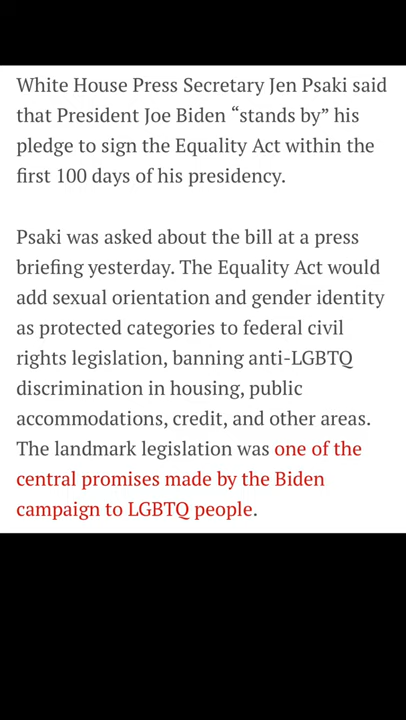 White House Press Secretary Jen Psaki said
that President Joe Biden “stands by” his
pledge to sign the Equality Act within the
first 100 days of his presidency.
Psaki was asked about the bill at a press
briefing yesterday. The Equality Act would
add sexual orientation and gender identity
as protected categories to federal civil
rights legislation, banning anti-LGBTQ
discrimination in housing, public
accommodations, credit, and other areas.
The landmark legislation was one of the
central promises made by the Biden
campaign to LGBTQ people.